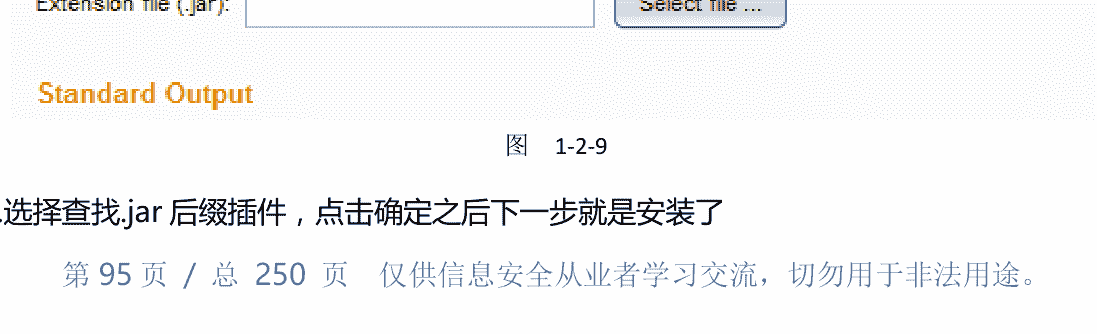 Extension file (.jar): Select file ...
Standard Output
图 1-2-9
.选择查找.jar 后缀插件，点击确定之后下一步就是安装了
第 95 页 / 总 250 页 仅供信息安全从业者学习交流，切勿用于非法用途。